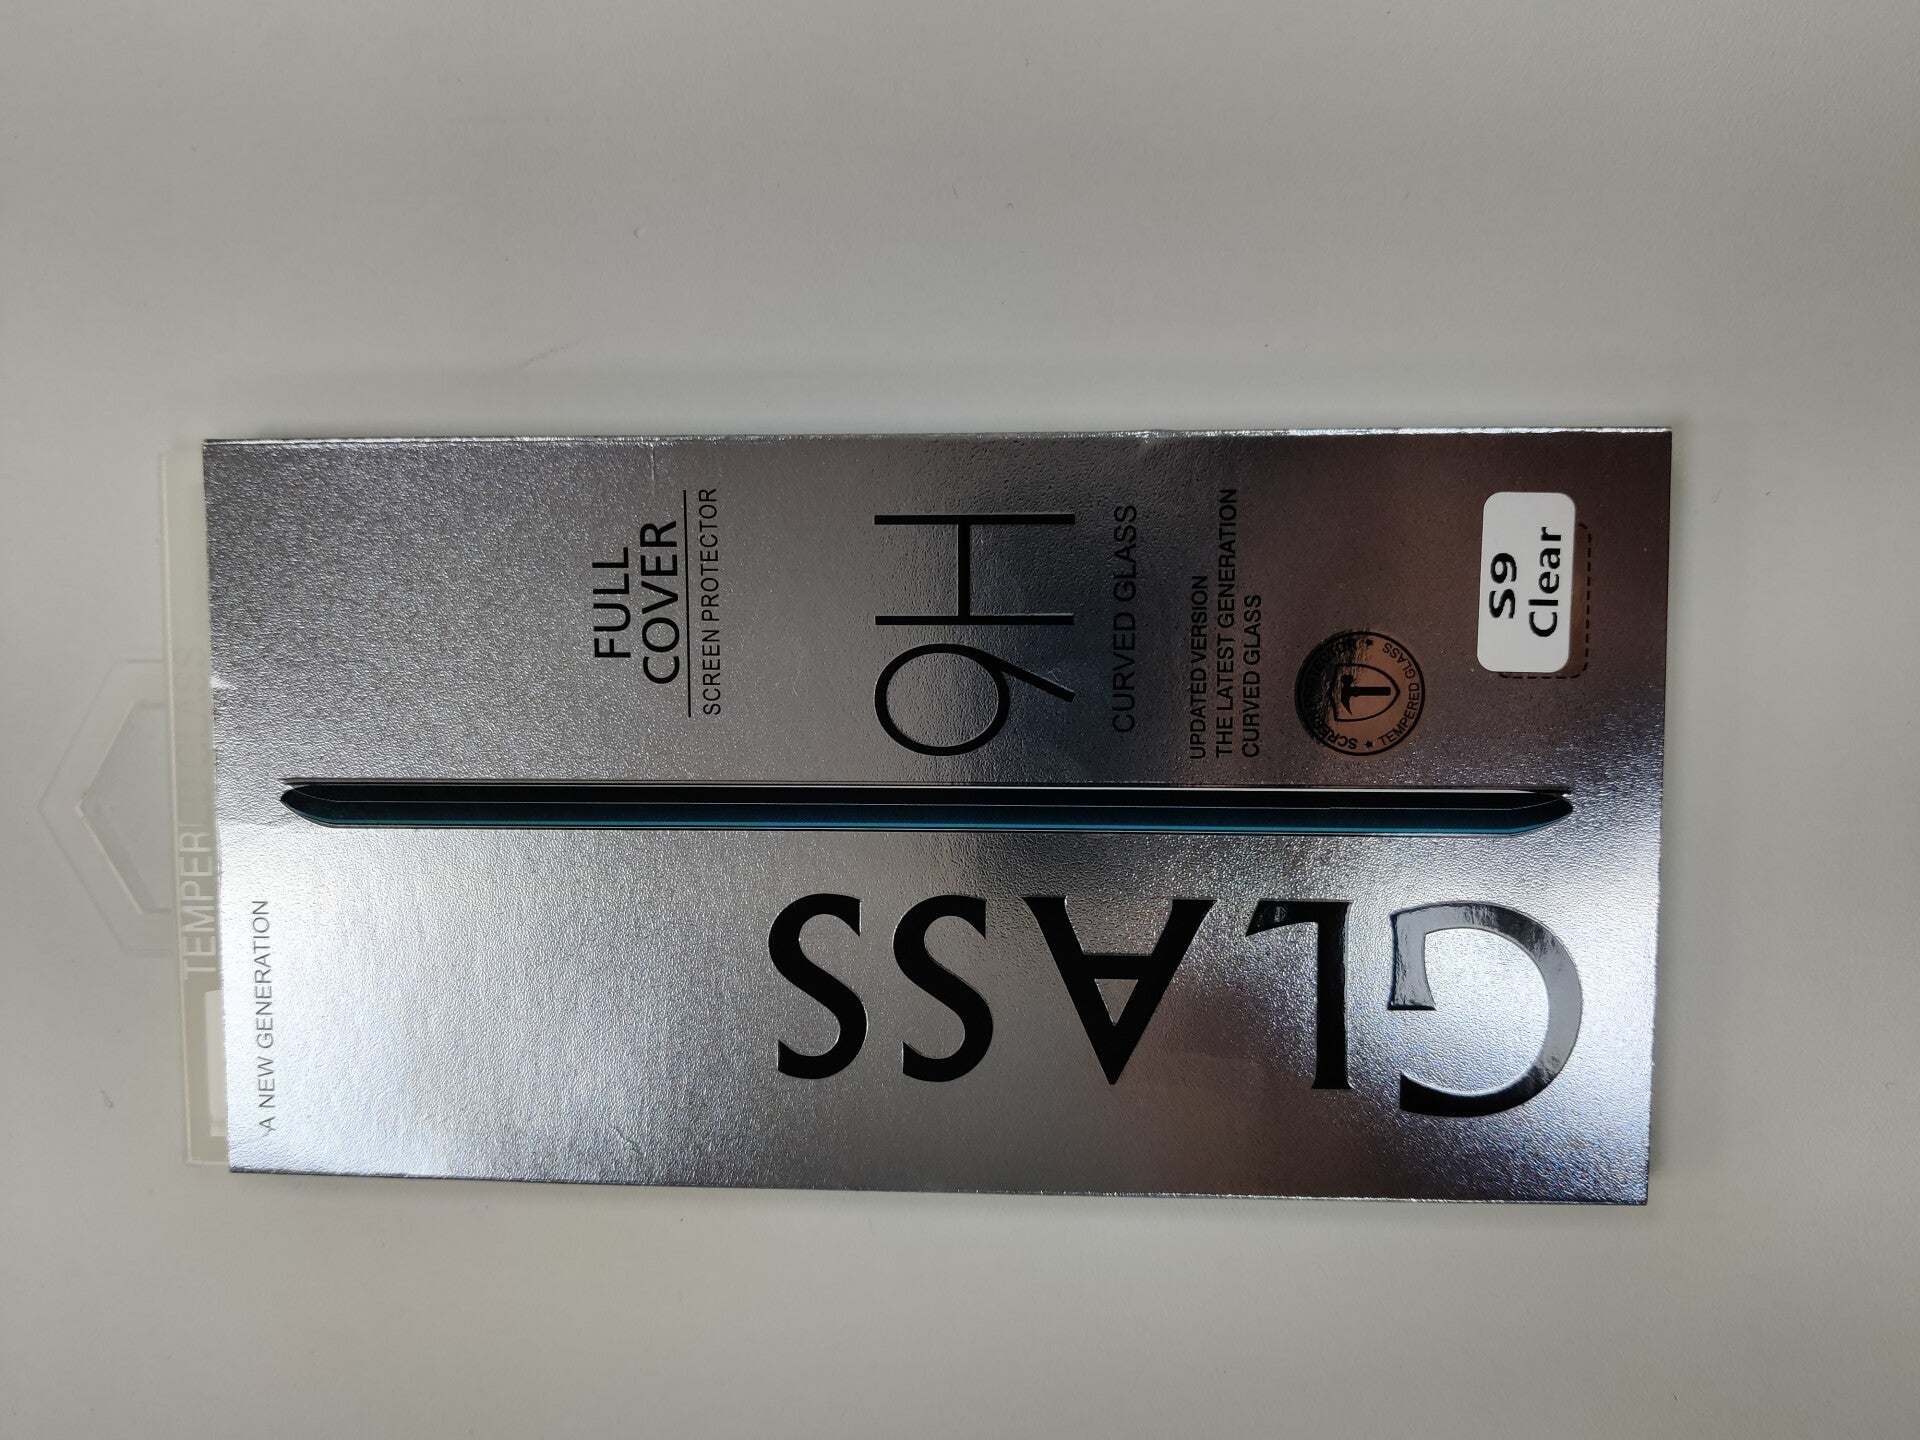 TEMPER
A NEW GENERATION
FULL
COVER
SCREEN PROTECTOR
9H
CURVED GLASS
UPDATED VERSION
THE LATEST GENERATION
CURVED GLASS
TEMPERED GLASS
S9
Clear
GLASS